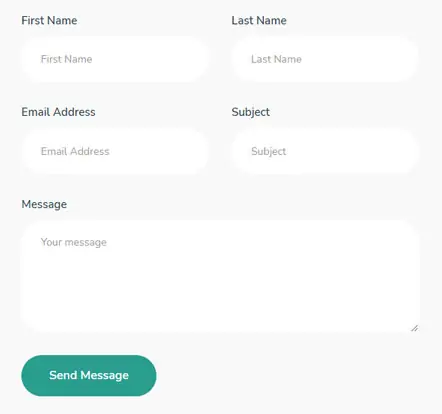 First Name
Last Name
First Name
Last Name
Email Address
Subject
Email Address
Subject
Message
Your message
Send Message